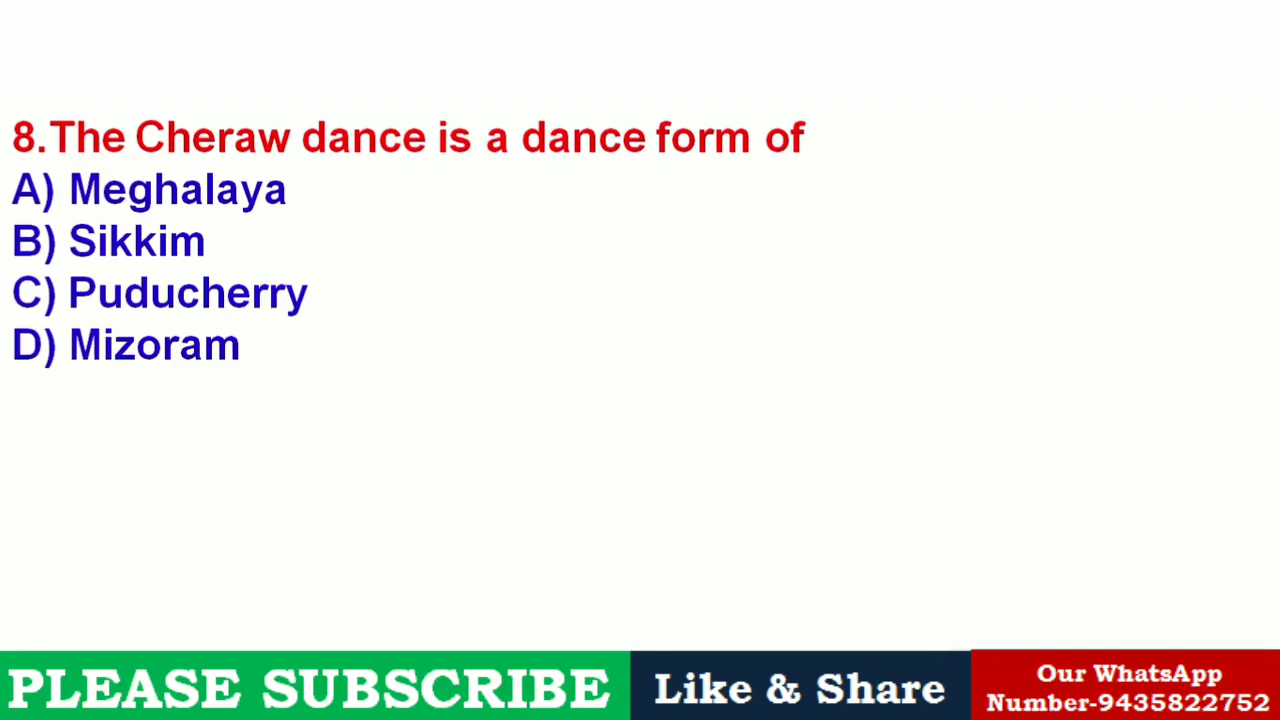 8.The Cheraw dance is a dance form of
A) Meghalaya
B) Sikkim
C) Puducherry
D) Mizoram
PLEASE SUBSCRIBE
Like & Share
Our WhatsApp
Number-9435822752